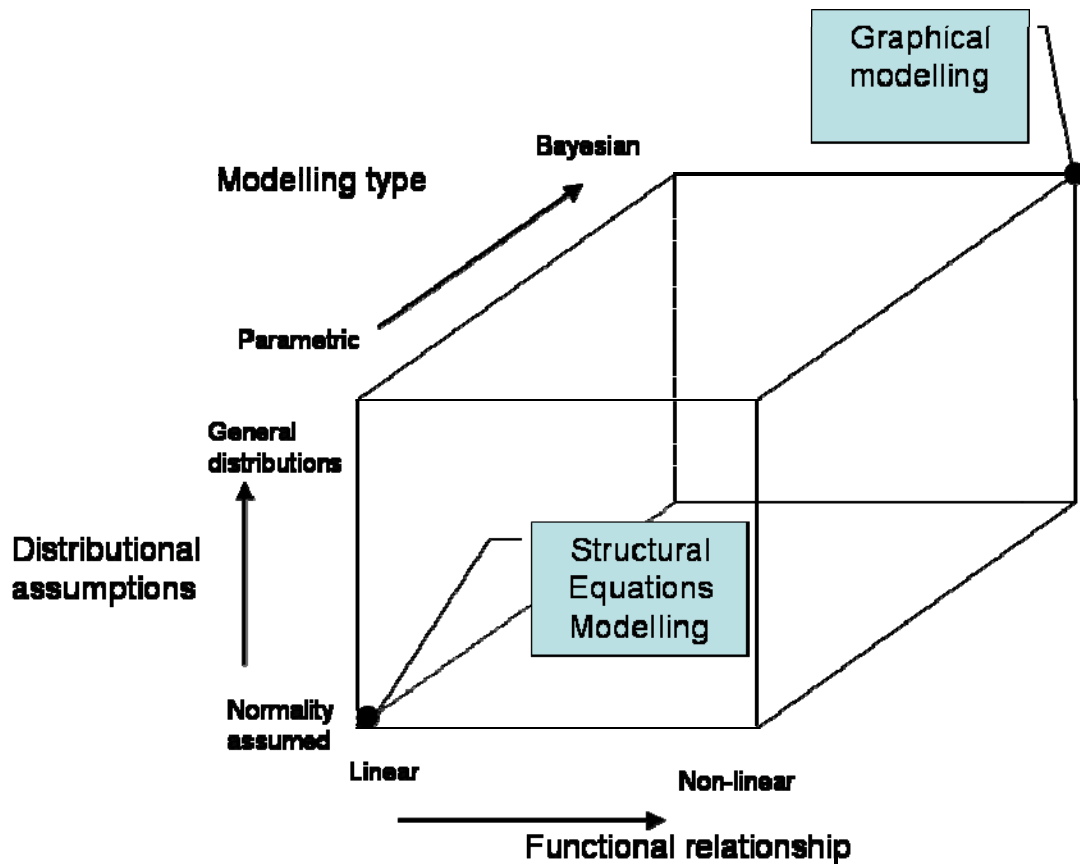 Graphical
modelling
Bayesian
Modelling type
Parametric
General
distributions
Distributional
assumptions
Structural
Equations
Modelling
Normality
assumed
Linear
Non-linear
Functional relationship